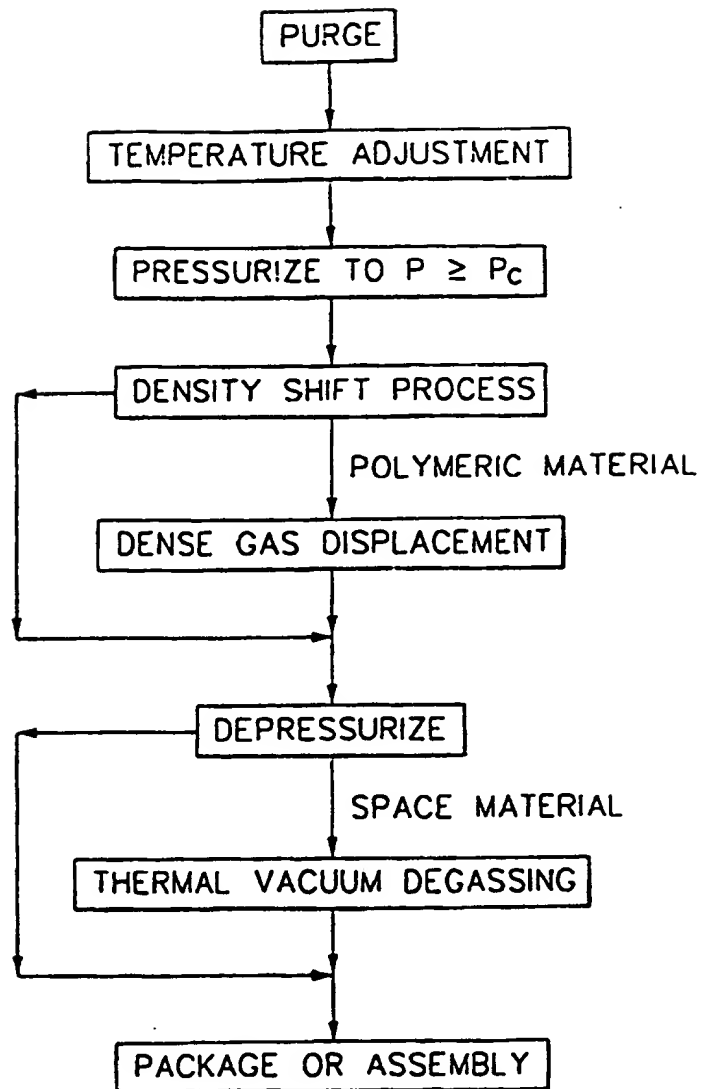 PURGE
TEMPERATURE ADJUSTMENT
PRESSURIZE TO P ≥ Pc
DENSITY SHIFT PROCESS
POLYMERIC MATERIAL
DENSE GAS DISPLACEMENT
DEPRESSURIZE
SPACE MATERIAL
THERMAL VACUUM DEGASSING
PACKAGE OR ASSEMBLY